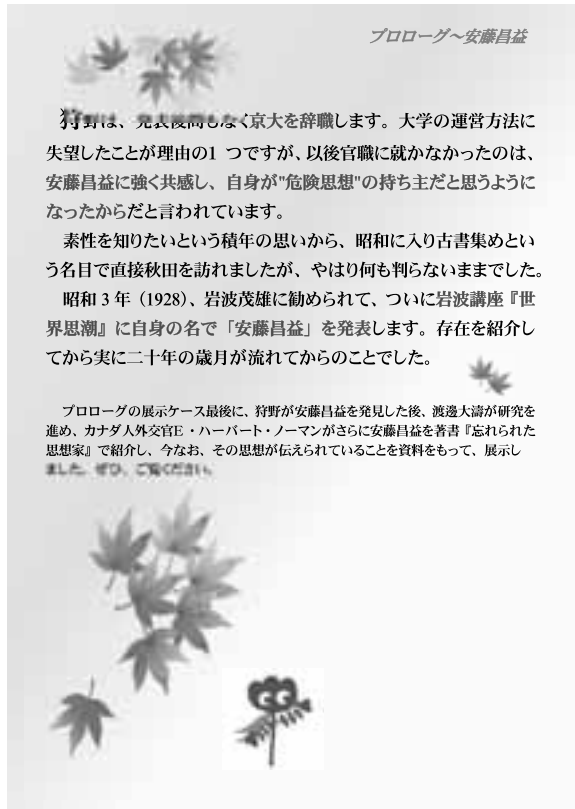 プロローグ～安藤昌益
狩野は、発表後間もなく京大を辞職します。大学の運営方法に
失望したことが理由の1 つですが、以後官職に就かなかったのは、
安藤昌益に強く共感し、自身が"危険思想"の持ち主だと思うように
なったからだと言われています。
素性を知りたいという積年の思いから、昭和に入り古書集めとい
う名目で直接秋田を訪れましたが、やはり何も判らないままでした。
昭和 3 年（1928）、岩波茂雄に勧められて、ついに岩波講座『世
界思潮』に自身の名で「安藤昌益」を発表します。存在を紹介し
てから実に二十年の歳月が流れてからのことでした。
プロローグの展示ケース最後に、狩野が安藤昌益を発見した後、渡邊大濤が研究を
進め、カナダ人外交官E・ハーバート・ノーマンがさらに安藤昌益を著書『忘れられた
思想家』で紹介し、今なお、その思想が伝えられていることを資料をもって、展示し
ました。ぜひ、ご覧ください。